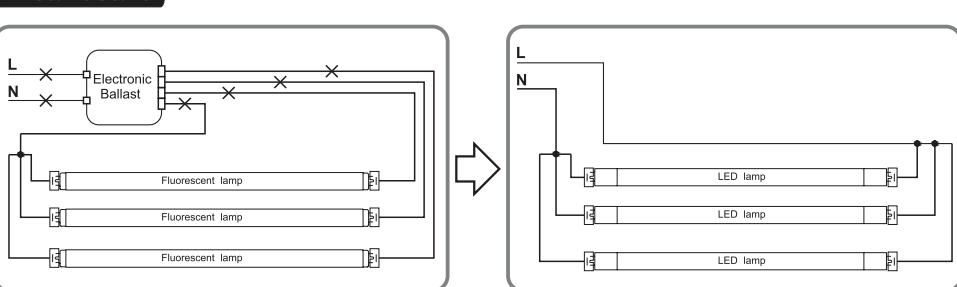 L
N
Electronic
Ballast
Fluorescent lamp
Fluorescent lamp
Fluorescent lamp
L
N
LED lamp
LED lamp
LED lamp